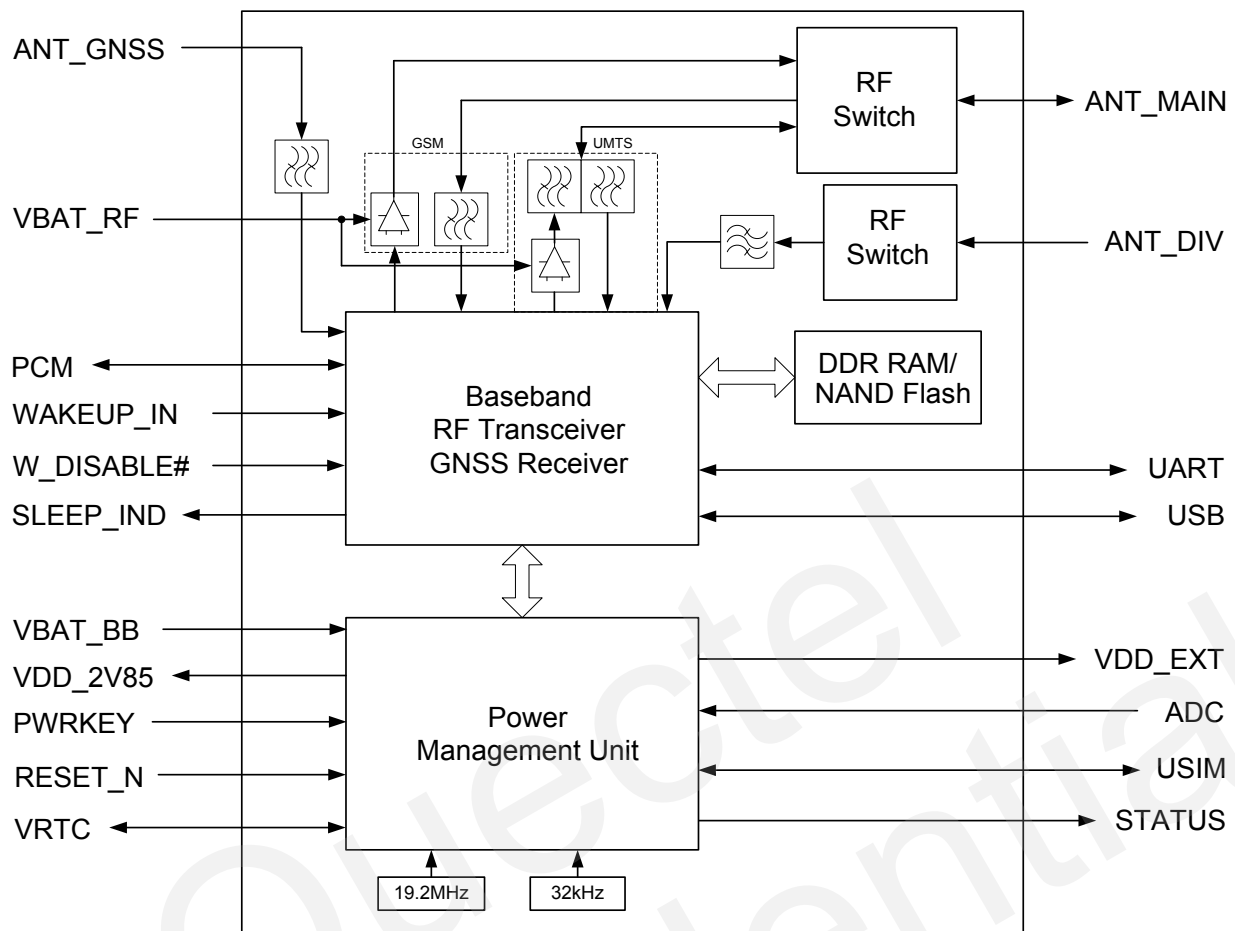 ANT_GNSS
VBAT_RF
PCM
WAKEUP_IN
W_DISABLE#
SLEEP_IND
VBAT_BB
VDD_2V85
PWRKEY
RESET_N
VRTC
GSM
UMTS
RF
Switch
RF
Switch
Baseband
RF Transceiver
GNSS Receiver
DDR RAM/
NAND Flash
Power
Management Unit
19.2MHz
32kHz
ANT_MAIN
ANT_DIV
UART
USB
VDD_EXT
ADC
USIM
STATUS
Quectel